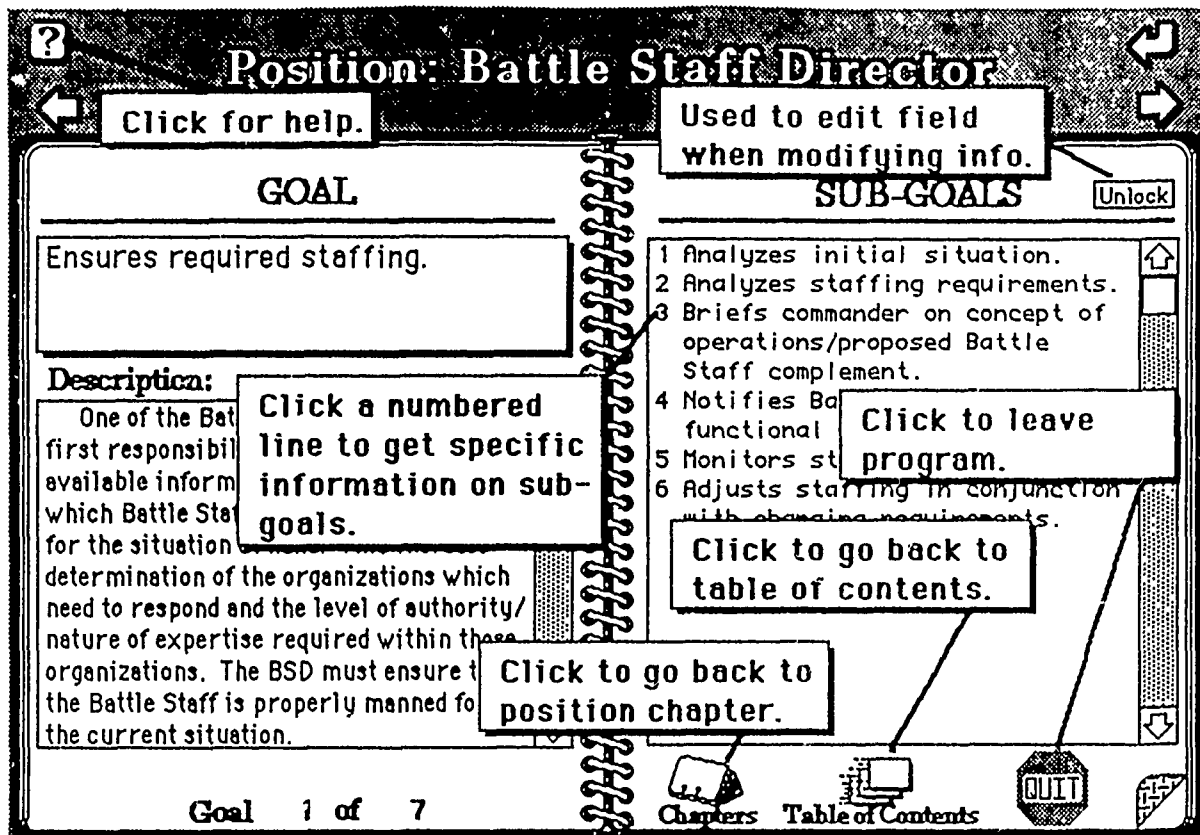 ?
Position: Battle Staff Director
Click for help.
Used to edit field
when modifying info.
GOAL
SUB-GOALS
Unlock
Ensures required staffing.
Description:
One of the Bat
first responsibil
available inform
which Battle Sta
for the situation
determination of the organizations which
need to respond and the level of authority/
nature of expertise required within those
organizations. The BSD must ensure t
the Battle Staff is properly manned fo
the current situation.
Click a numbered
line to get specific
information on sub-
goals.
1 Analyzes initial situation.
2 Analyzes staffing requirements.
3 Briefs commander on concept of
operations/proposed Battle
Staff complement.
4 Notifies Ba
functional
5 Monitors st
6 Adjusts staffing in conjunction
with changing requirements.
Click to leave
program.
Click to go back to
table of contents.
Click to go back to
position chapter.
Goal 1 of 7
Chapters
Table of Contents
QUIT